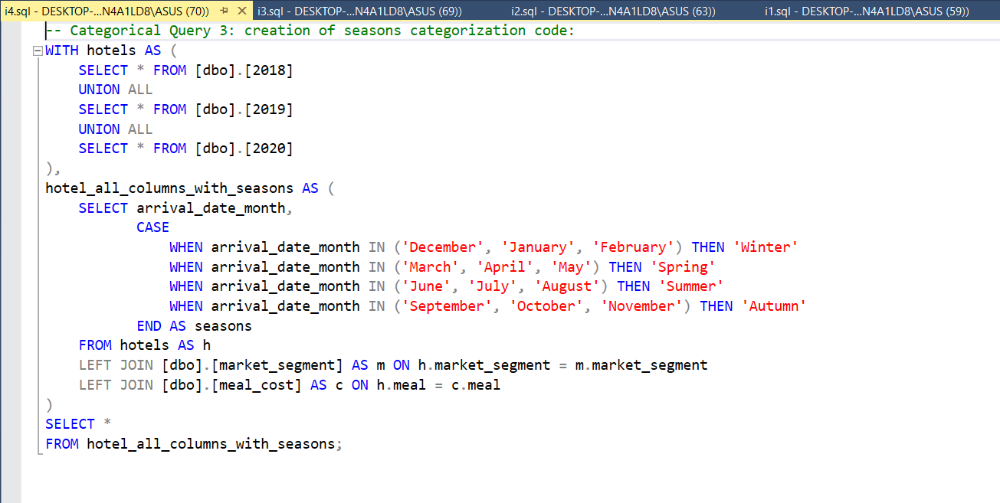 i4.sql - DESKTOP-...N4A1LD8\ASUS (70)) i3.sql - DESKTOP-...N4A1LD8\ASUS (69)) i2.sql - DESKTOP-...N4A1LD8\ASUS (63)) i1.sql - DESKTOP-...N4A1LD8\ASUS (59))
-- Categorical Query 3: creation of seasons categorization code:
WITH hotels AS (
    SELECT * FROM [dbo].[2018]
    UNION ALL
    SELECT * FROM [dbo].[2019]
    UNION ALL
    SELECT * FROM [dbo].[2020]
),
hotel_all_columns_with_seasons AS (
    SELECT arrival_date_month,
           CASE
               WHEN arrival_date_month IN ('December', 'January', 'February') THEN 'Winter'
               WHEN arrival_date_month IN ('March', 'April', 'May') THEN 'Spring'
               WHEN arrival_date_month IN ('June', 'July', 'August') THEN 'Summer'
               WHEN arrival_date_month IN ('September', 'October', 'November') THEN 'Autumn'
           END AS seasons
    FROM hotels AS h
    LEFT JOIN [dbo].[market_segment] AS m ON h.market_segment = m.market_segment
    LEFT JOIN [dbo].[meal_cost] AS c ON h.meal = c.meal
)
SELECT *
FROM hotel_all_columns_with_seasons;